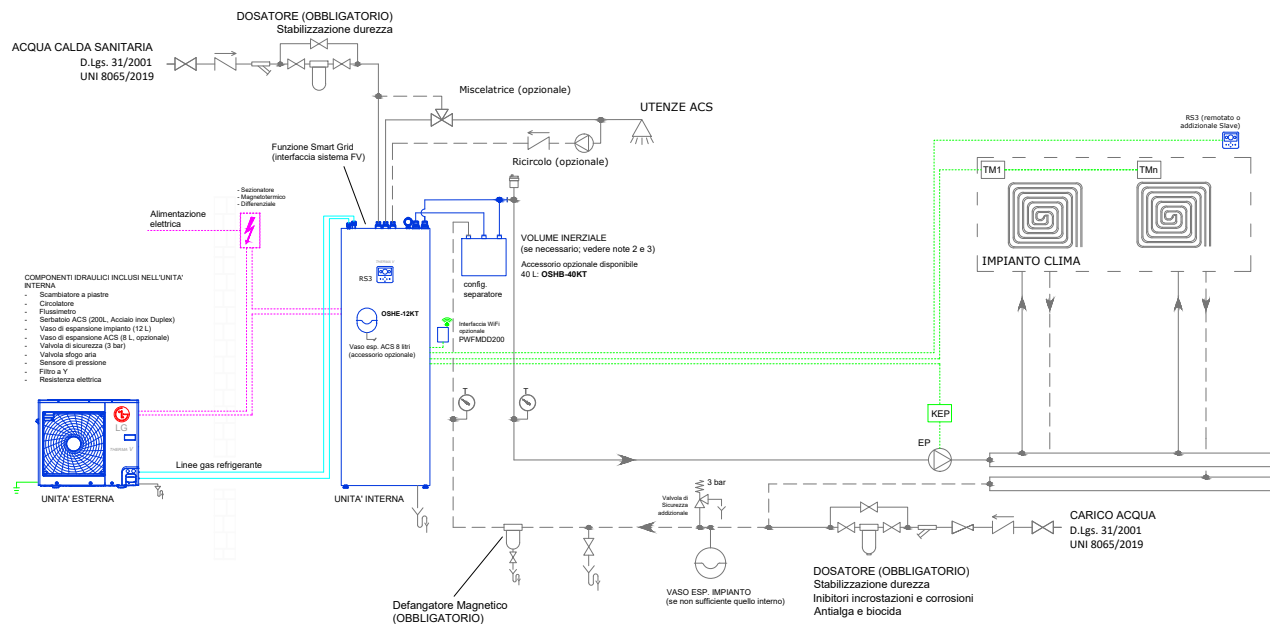 DOSATORE (OBBLIGATORIO)
Stabilizzazione durezza
ACQUA CALDA SANITARIA
D.Lgs. 31/2001
UNI 8065/2019
Miscelatrice (opzionale)
UTENZE ACS
Ricircolo (opzionale)
Funzione Smart Grid
(interfaccia sistema FV)
RS3 (remotato o
addizionale Slave)
TM1
TMn
IMPIANTO CLIMA
- Sezionatore
- Magnetotermico
- Differenziale
Alimentazione
elettrica
VOLUME INERZIALE
(se necessario; vedere note 2 e 3)
Accessorio opzionale disponibile
40 L: OSHB-40KT
config.
separatore
RS3
OSHE-12KT
Vaso esp. ACS 8 litri
(accessorio opzionale)
Interfaccia WiFi
opzionale
PWFMDD200
COMPONENTI IDRAULICI INCLUSI NELL'UNITA'
INTERNA
- Scambiatore a piastre
- Circolatore
- Flussimetro
- Serbatoio ACS (200L, Acciaio inox Duplex)
- Vaso di espansione impianto (12 L)
- Vaso di espansione ACS (8 L, opzionale)
- Valvola di sicurezza (3 bar)
- Valvola sfogo aria
- Sensore di pressione
- Filtro a Y
- Resistenza elettrica
T
T
KEP
EP
LG
THERMA V
Linee gas refrigerante
UNITA' ESTERNA
UNITA' INTERNA
3 bar
Valvola di
Sicurezza
addizionale
CARICO ACQUA
D.Lgs. 31/2001
UNI 8065/2019
VASO ESP. IMPIANTO
(se non sufficiente quello interno)
DOSATORE (OBBLIGATORIO)
Stabilizzazione durezza
Inibitori incrostazioni e corrosioni
Antialga e biocida
Defangatore Magnetico
(OBBLIGATORIO)